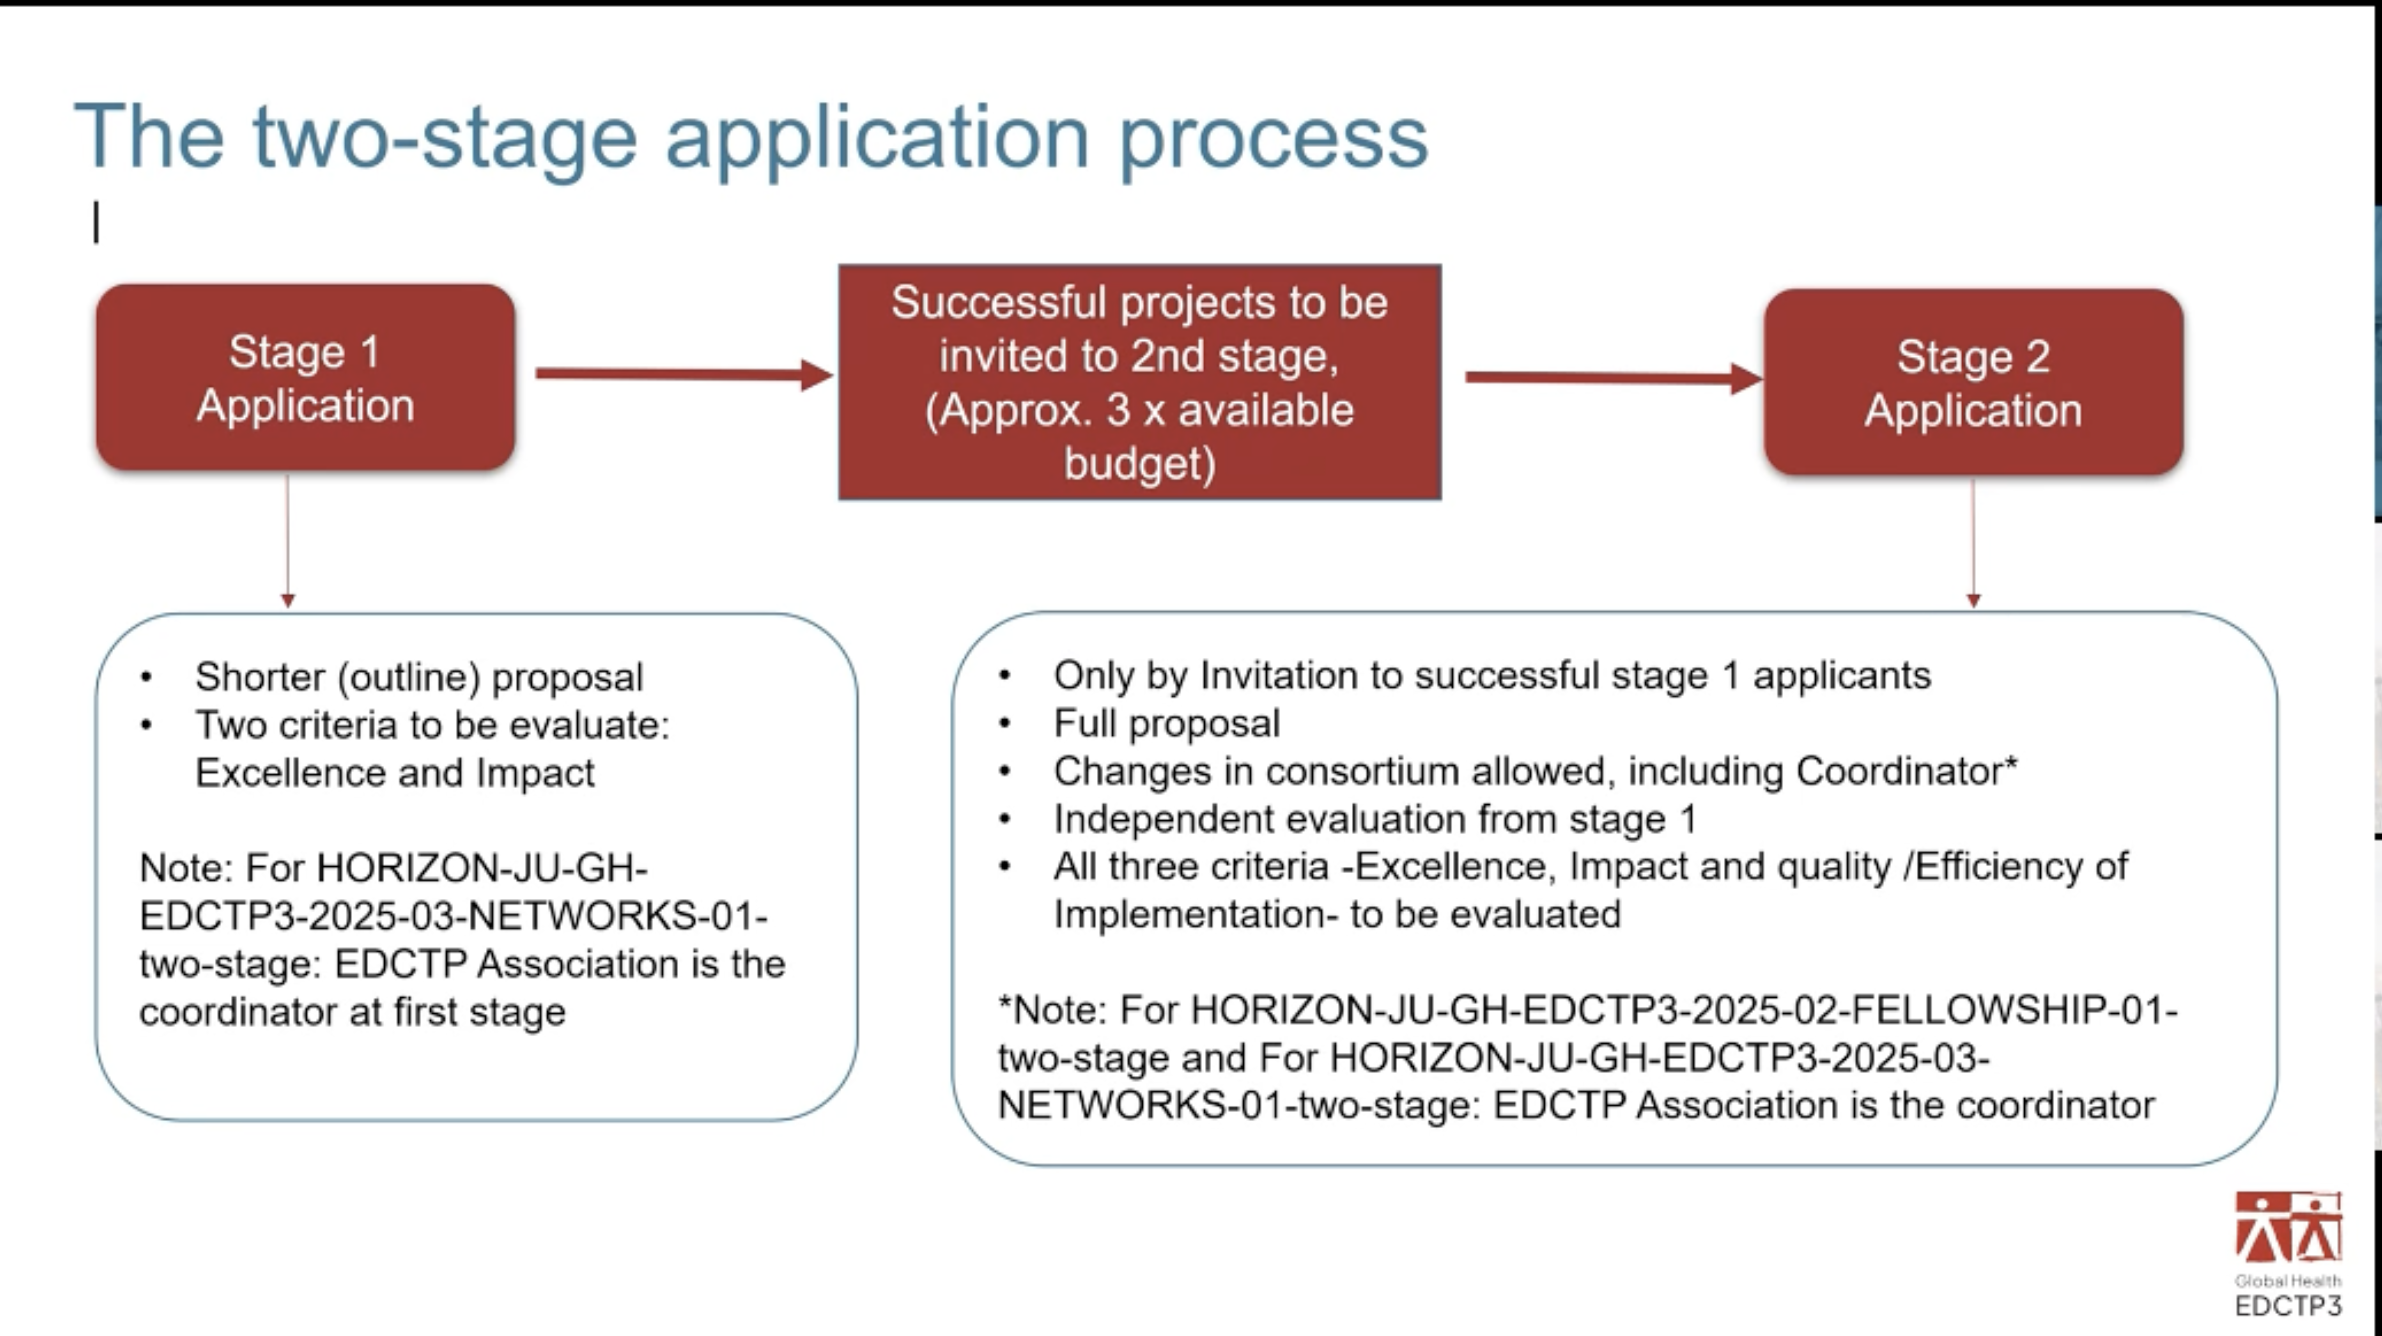 The two-stage application process
Stage 1
Application
Successful projects to be
invited to 2nd stage,
(Approx. 3 x available
budget)
Stage 2
Application
• Shorter (outline) proposal
• Two criteria to be evaluate:
Excellence and Impact
Note: For HORIZON-JU-GH-
EDCTP3-2025-03-NETWORKS-01-
two-stage: EDCTP Association is the
coordinator at first stage
• Only by Invitation to successful stage 1 applicants
• Full proposal
• Changes in consortium allowed, including Coordinator*
• Independent evaluation from stage 1
• All three criteria -Excellence, Impact and quality /Efficiency of
Implementation- to be evaluated
*Note: For HORIZON-JU-GH-EDCTP3-2025-02-FELLOWSHIP-01-
two-stage and For HORIZON-JU-GH-EDCTP3-2025-03-
NETWORKS-01-two-stage: EDCTP Association is the coordinator
Global Health
EDCTP3